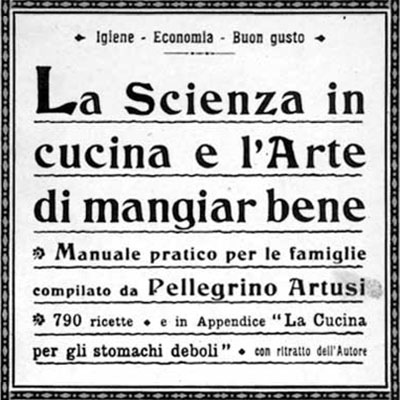 Igiene - Economia - Buon gusto
La Scienza in
cucina e l'Arte
di mangiar bene
Manuale pratico per le famiglie
compilato da Pellegrino Artusi
790 ricette • e in Appendice "La Cucina
per gli stomachi deboli" • con ritratto dell'Autore